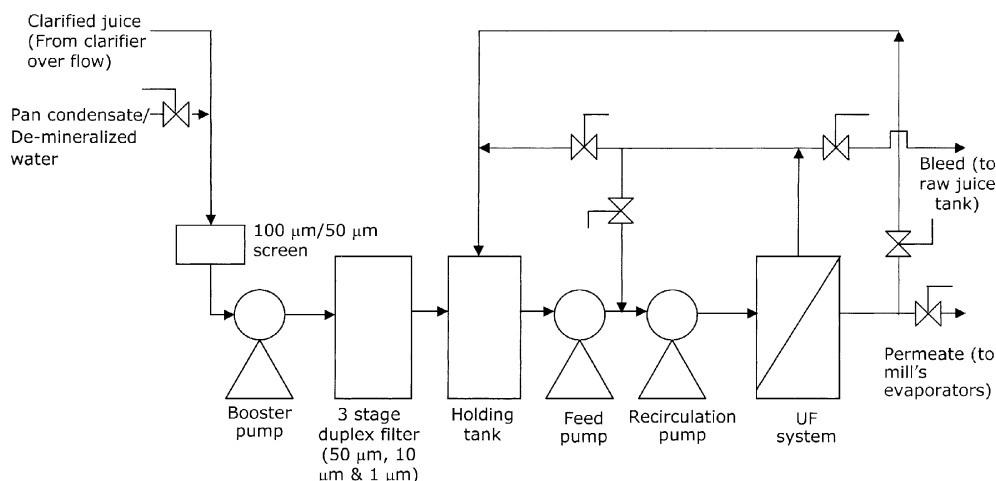 Clarified juice
(From clarifier
over flow)
Pan condensate/
De-mineralized
water
100 μm/50 μm
screen
Bleed (to
raw juice
tank)
Permeate (to
mill's
evaporators)
Booster
pump
3 stage
duplex filter
(50 μm, 10
μm & 1 μm)
Holding
tank
Feed
pump
Recirculation
pump
UF
system